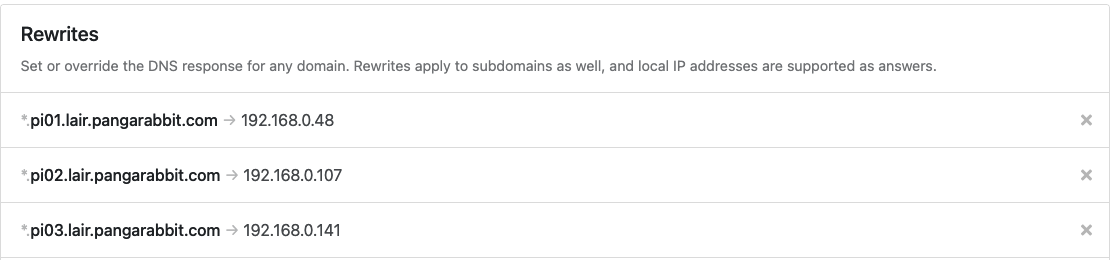 Rewrites
Set or override the DNS response for any domain. Rewrites apply to subdomains as well, and local IP addresses are supported as answers.
*.pi01.lair.pangarabbit.com → 192.168.0.48
*.pi02.lair.pangarabbit.com → 192.168.0.107
*.pi03.lair.pangarabbit.com → 192.168.0.141